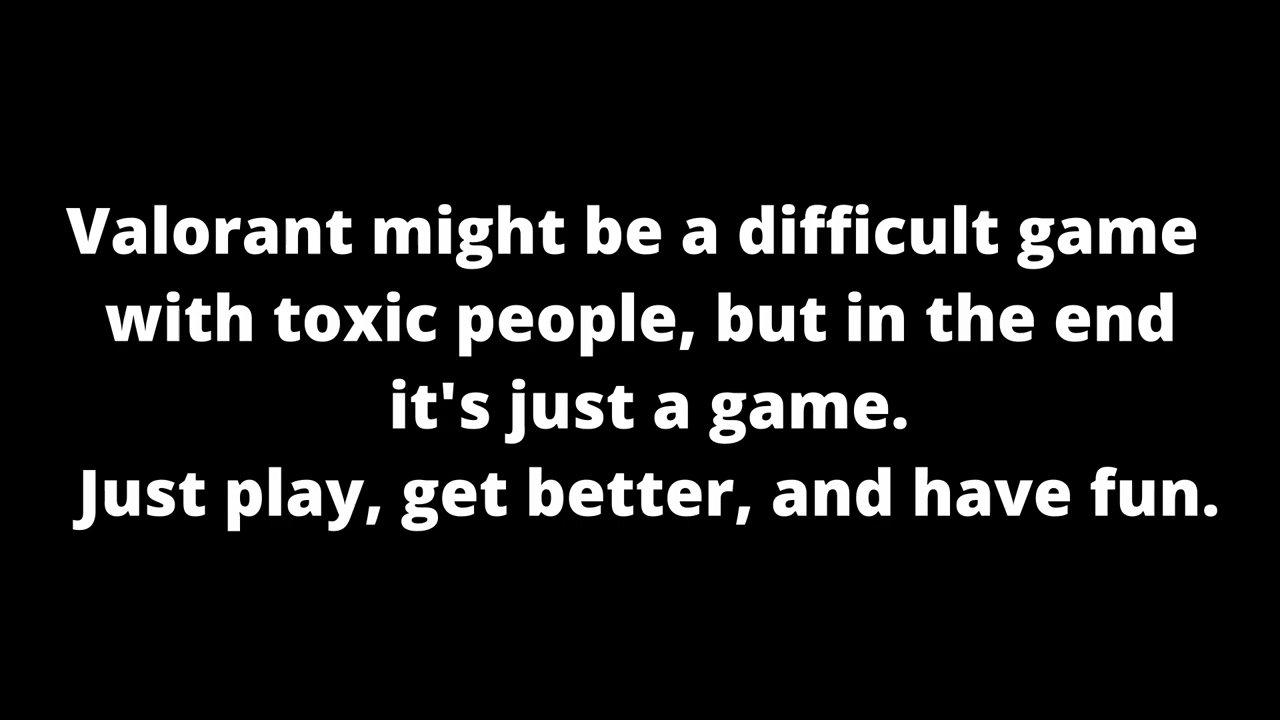 Valorant might be a difficult game
with toxic people, but in the end
it's just a game.
Just play, get better, and have fun.